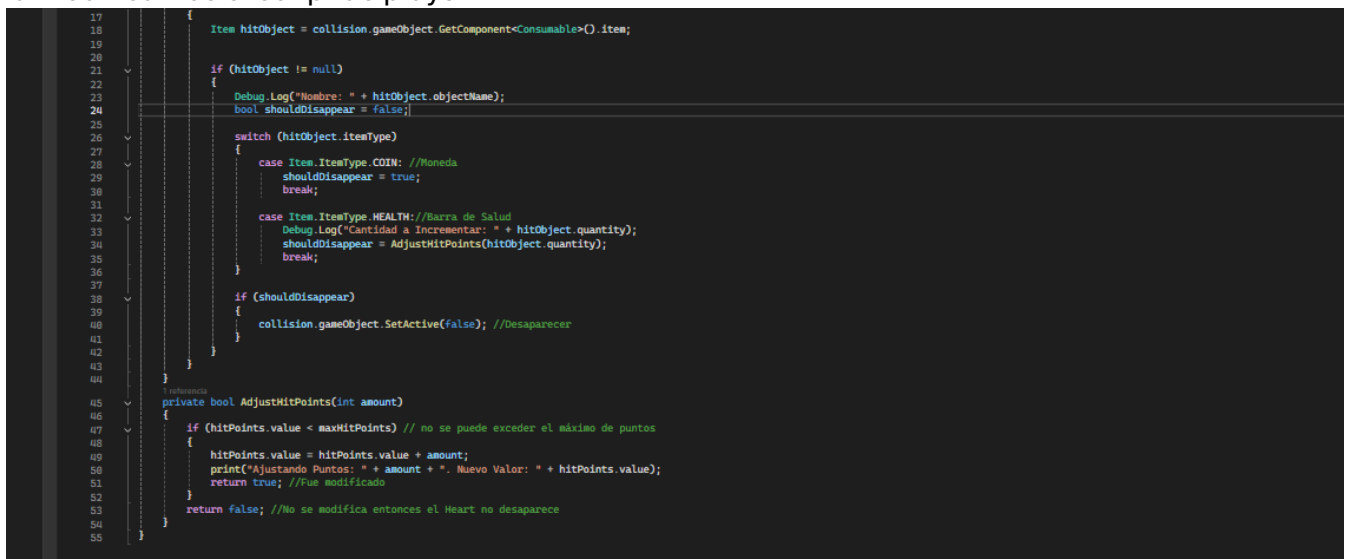 17 {
18 Item hitObject = collision.gameObject.GetComponent<Consumable>().item;
19
20
21 if (hitObject != null)
22 {
23 Debug.Log("Nombre: " + hitObject.objectName);
24 bool shouldDisappear = false;
25
26 switch (hitObject.itemType)
27 {
28 case Item.ItemType.COIN: //Moneda
29 shouldDisappear = true;
30 break;
31
32 case Item.ItemType.HEALTH://Barra de Salud
33 Debug.Log("Cantidad a Incrementar: " + hitObject.quantity);
34 shouldDisappear = AdjustHitPoints(hitObject.quantity);
35 break;
36 }
37
38 if (shouldDisappear)
39 {
40 collision.gameObject.SetActive(false); //Desaparecer
41 }
42 }
43 }
44 }
1 referencia
45 private bool AdjustHitPoints(int amount)
46 {
47 if (hitPoints.value < maxHitPoints) // no se puede exceder el máximo de puntos
48 {
49 hitPoints.value = hitPoints.value + amount;
50 print("Ajustando Puntos: " + amount + ". Nuevo Valor: " + hitPoints.value);
51 return true; //Fue modificado
52 }
53 return false; //No se modifica entonces el Heart no desaparece
54 }
55 }